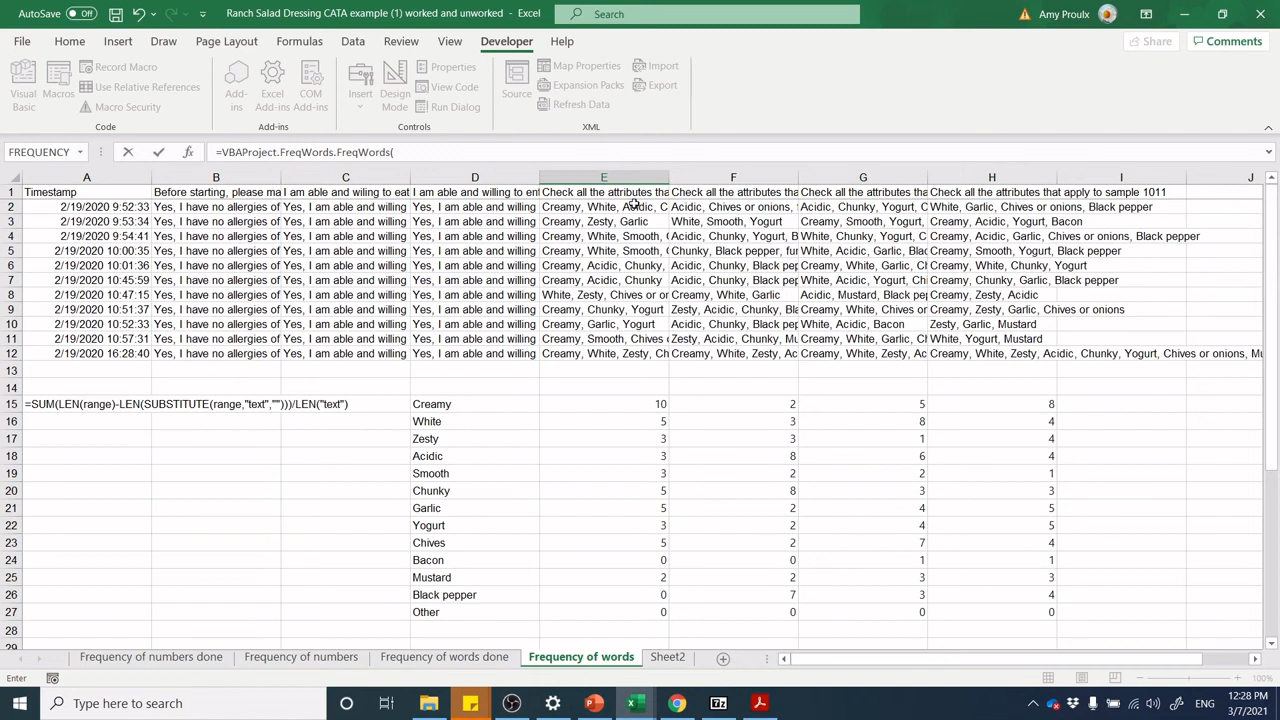 AutoSave Off Ranch Salad Dressing CATA example (1) worked and unworked - Excel Search Amy Proulx
File Home Insert Draw Page Layout Formulas Data Review View Developer Help Share Comments
Visual Basic Macros Record Macro Use Relative References Macro Security Add-ins Excel Add-ins COM Add-ins Insert Design Mode Properties View Code Run Dialog Source Map Properties Expansion Packs Refresh Data Import Export
Code Add-ins Controls XML
FREQUENCY =VBAProject.FreqWords.FreqWords(
A B C D E F G H I J
1 Timestamp Before starting, please ma I am able and wiling to eat I am able and willing to ent Check all the attributes tha Check all the attributes tha Check all the attributes tha Check all the attributes that apply to sample 1011
2 2/19/2020 9:52:33 Yes, I have no allergies of Yes, I am able and willing Yes, I am able and willing Creamy, White, Acidic, C Acidic, Chives or onions, Acidic, Chunky, Yogurt, C White, Garlic, Chives or onions, Black pepper
3 2/19/2020 9:53:34 Yes, I have no allergies of Yes, I am able and willing Yes, I am able and willing Creamy, Zesty, Garlic White, Smooth, Yogurt Creamy, Smooth, Yogurt, Creamy, Acidic, Yogurt, Bacon
4 2/19/2020 9:54:41 Yes, I have no allergies of Yes, I am able and willing Yes, I am able and willing Creamy, White, Smooth, Acidic, Chunky, Yogurt, B White, Chunky, Yogurt, C Creamy, Acidic, Garlic, Chives or onions, Black pepper
5 2/19/2020 10:00:35 Yes, I have no allergies of Yes, I am able and willing Yes, I am able and willing Creamy, White, Smooth, Chunky, Black pepper, fur White, Acidic, Garlic, Blac Creamy, Smooth, Yogurt, Black pepper
6 2/19/2020 10:01:36 Yes, I have no allergies of Yes, I am able and willing Yes, I am able and willing Creamy, Acidic, Chunky, Acidic, Chunky, Black pep Creamy, White, Garlic, Cl Creamy, White, Chunky, Yogurt
7 2/19/2020 10:45:59 Yes, I have no allergies of Yes, I am able and willing Yes, I am able and willing Creamy, Acidic, Chunky Acidic, Chunky, Black pep White, Acidic, Yogurt, Chi Creamy, Chunky, Garlic, Black pepper
8 2/19/2020 10:47:15 Yes, I have no allergies of Yes, I am able and willing Yes, I am able and willing White, Zesty, Chives or or Creamy, White, Garlic Acidic, Mustard, Black pep Creamy, Zesty, Acidic
9 2/19/2020 10:51:37 Yes, I have no allergies of Yes, I am able and willing Yes, I am able and willing Creamy, Chunky, Yogurt Zesty, Acidic, Chunky, Bla Creamy, White, Chives or Creamy, Zesty, Garlic, Chives or onions
10 2/19/2020 10:52:33 Yes, I have no allergies of Yes, I am able and willing Yes, I am able and willing Creamy, Garlic, Yogurt Acidic, Chunky, Black pep White, Acidic, Bacon Zesty, Garlic, Mustard
11 2/19/2020 10:57:31 Yes, I have no allergies of Yes, I am able and willing Yes, I am able and willing Creamy, Smooth, Chives Zesty, Acidic, Chunky, Mu Creamy, White, Garlic, Ch White, Yogurt, Mustard
12 2/19/2020 16:28:40 Yes, I have no allergies of Yes, I am able and willing Yes, I am able and willing Creamy, White, Zesty, Ch Creamy, White, Zesty, Ac Creamy, White, Zesty, Ac Creamy, White, Zesty, Acidic, Chunky, Yogurt, Chives or onions, Mu
13
14
15 =SUM(LEN(range)-LEN(SUBSTITUTE(range,"text","")))/LEN("text") Creamy 10 2 5 8
16 White 5 3 8 4
17 Zesty 3 3 1 4
18 Acidic 3 8 6 4
19 Smooth 3 2 2 1
20 Chunky 5 8 3 3
21 Garlic 5 2 4 5
22 Yogurt 3 2 4 5
23 Chives 5 2 7 4
24 Bacon 0 0 1 1
25 Mustard 2 2 3 3
26 Black pepper 0 7 3 4
27 Other 0 0 0 0
28
29
Frequency of numbers done Frequency of numbers Frequency of words done Frequency of words Sheet2
Enter 100%
Type here to search ENG 12:28 PM
3/7/2021